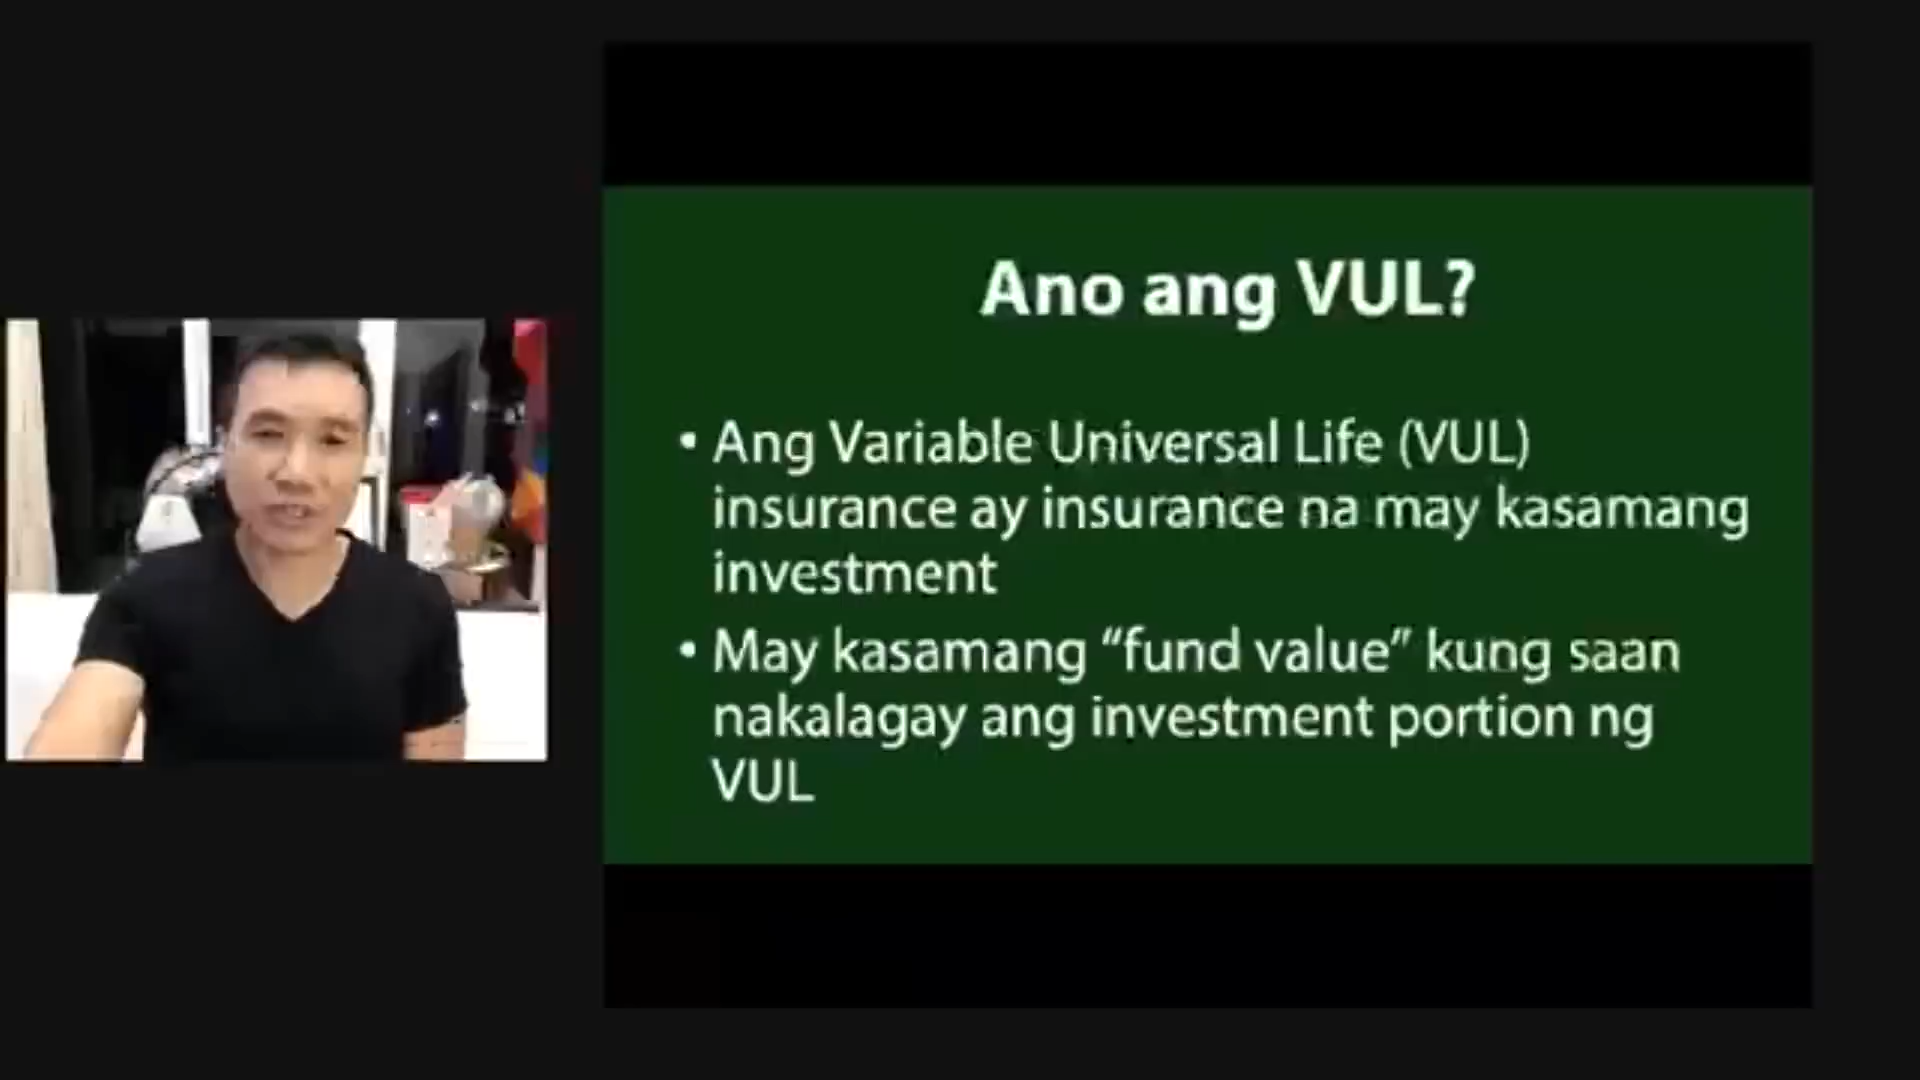 Ano ang VUL?
• Ang Variable Universal Life (VUL)
insurance ay insurance na may kasamang
investment
• May kasamang “fund value” kung saan
nakalagay ang investment portion ng
VUL